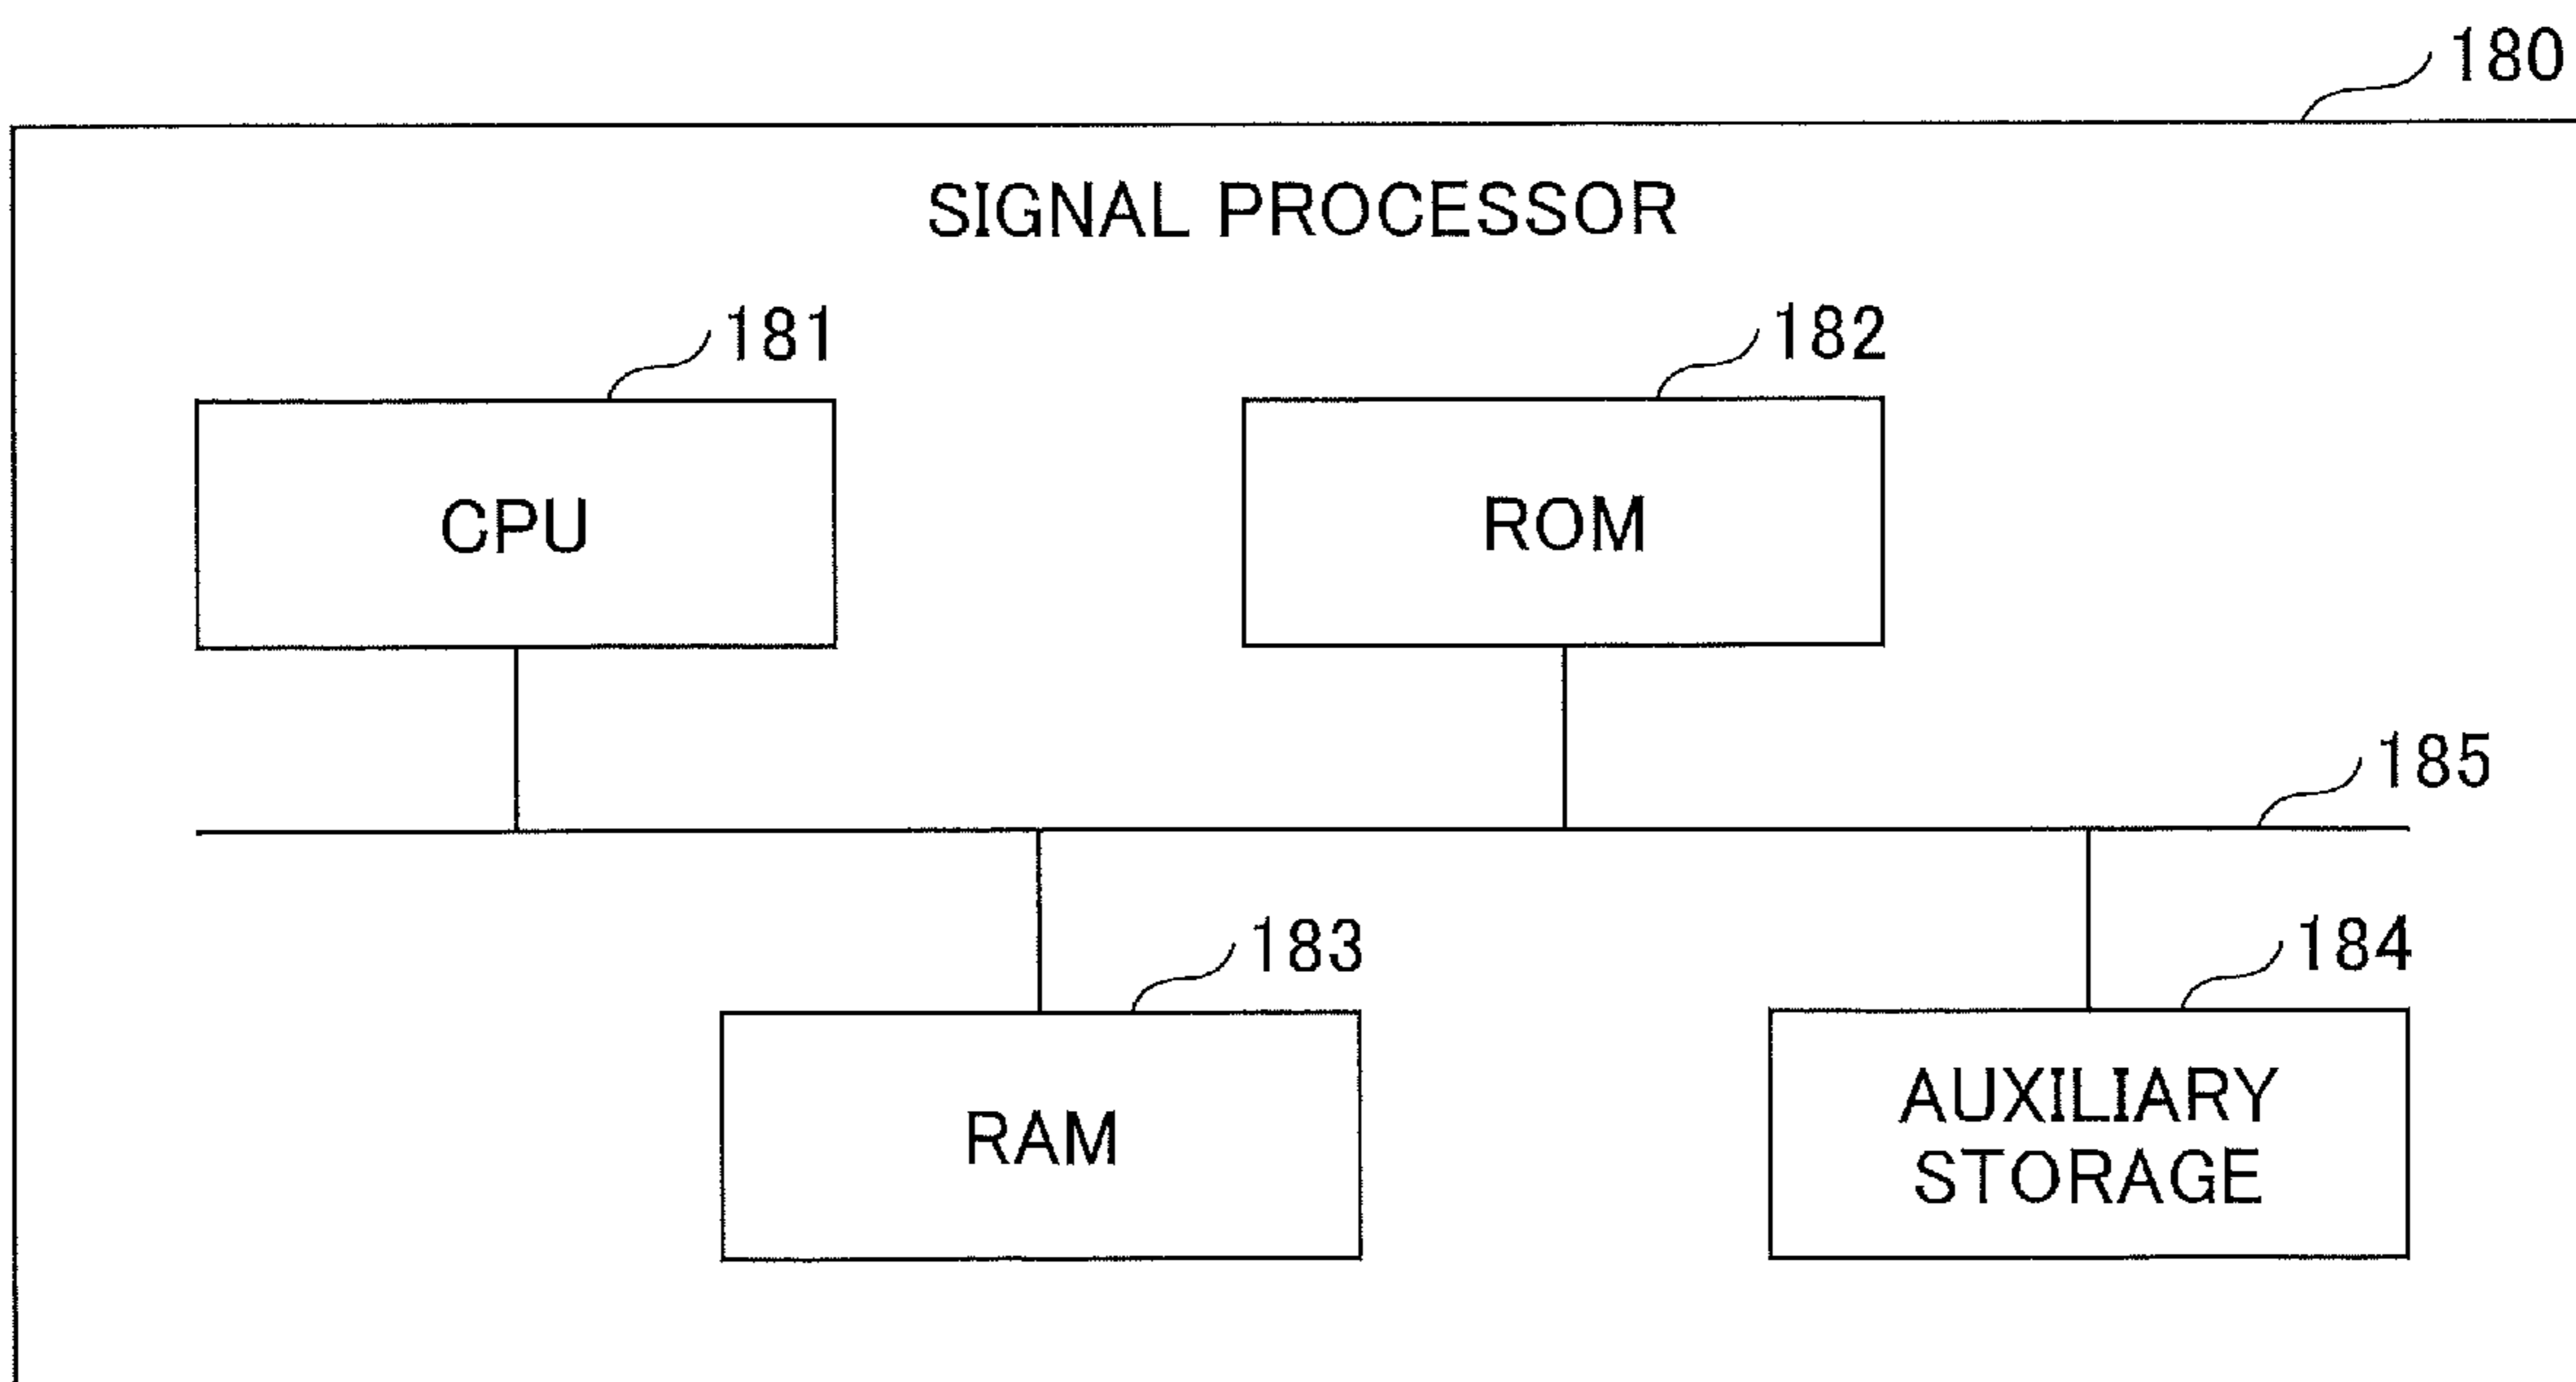 180
SIGNAL PROCESSOR
181
182
CPU
ROM
185
183
184
RAM
AUXILIARY
STORAGE